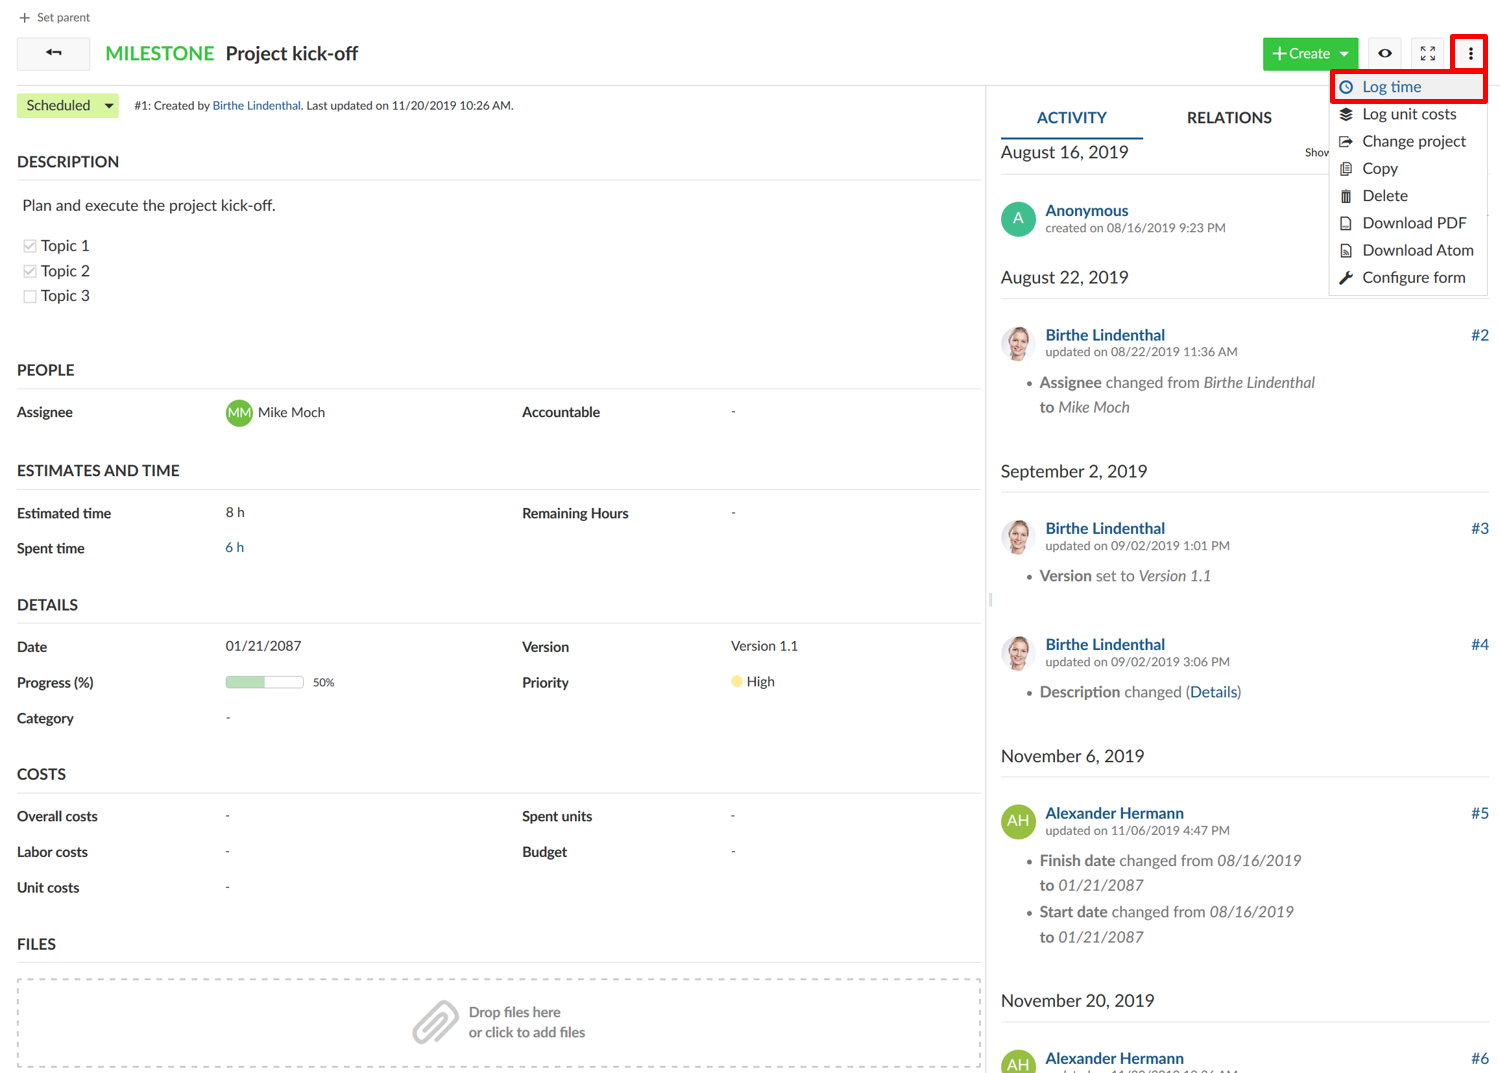 + Set parent
MILESTONE Project kick-off
+ Create
Scheduled
#1: Created by Birthe Lindenthal. Last updated on 11/20/2019 10:26 AM.
DESCRIPTION
Plan and execute the project kick-off.
Topic 1
Topic 2
Topic 3
PEOPLE
Assignee MM Mike Moch Accountable -
ESTIMATES AND TIME
Estimated time 8 h Remaining Hours -
Spent time 6 h
DETAILS
Date 01/21/2087 Version Version 1.1
Progress (%) 50% Priority High
Category -
COSTS
Overall costs - Spent units -
Labor costs - Budget -
Unit costs -
FILES
Drop files here
or click to add files
ACTIVITY RELATIONS
August 16, 2019 Show
A Anonymous
created on 08/16/2019 9:23 PM
August 22, 2019
Birthe Lindenthal #2
updated on 08/22/2019 11:36 AM
• Assignee changed from Birthe Lindenthal
to Mike Moch
September 2, 2019
Birthe Lindenthal #3
updated on 09/02/2019 1:01 PM
• Version set to Version 1.1
Birthe Lindenthal #4
updated on 09/02/2019 3:06 PM
• Description changed (Details)
November 6, 2019
AH Alexander Hermann #5
updated on 11/06/2019 4:47 PM
• Finish date changed from 08/16/2019
to 01/21/2087
• Start date changed from 08/16/2019
to 01/21/2087
November 20, 2019
AH Alexander Hermann #6
Log time
Log unit costs
Change project
Copy
Delete
Download PDF
Download Atom
Configure form